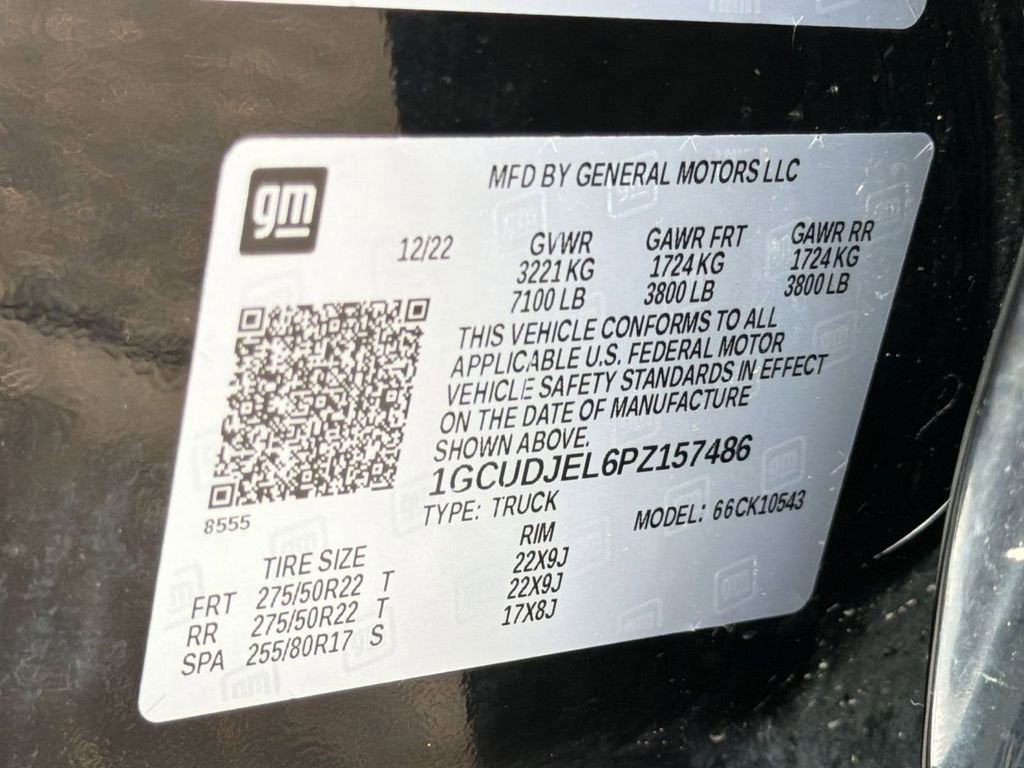 gm
MFD BY GENERAL MOTORS LLC
12/22 GVWR GAWR FRT GAWR RR
3221 KG 1724 KG 1724 KG
7100 LB 3800 LB 3800 LB
THIS VEHICLE CONFORMS TO ALL
APPLICABLE U.S. FEDERAL MOTOR
VEHICLE SAFETY STANDARDS IN EFFECT
ON THE DATE OF MANUFACTURE
SHOWN ABOVE.
1GCUDJEL6PZ157486
8555
TYPE: TRUCK MODEL: 66CK10543
TIRE SIZE RIM
FRT 275/50R22 T 22X9J
RR 275/50R22 T 22X9J
SPA 255/80R17 S 17X8J